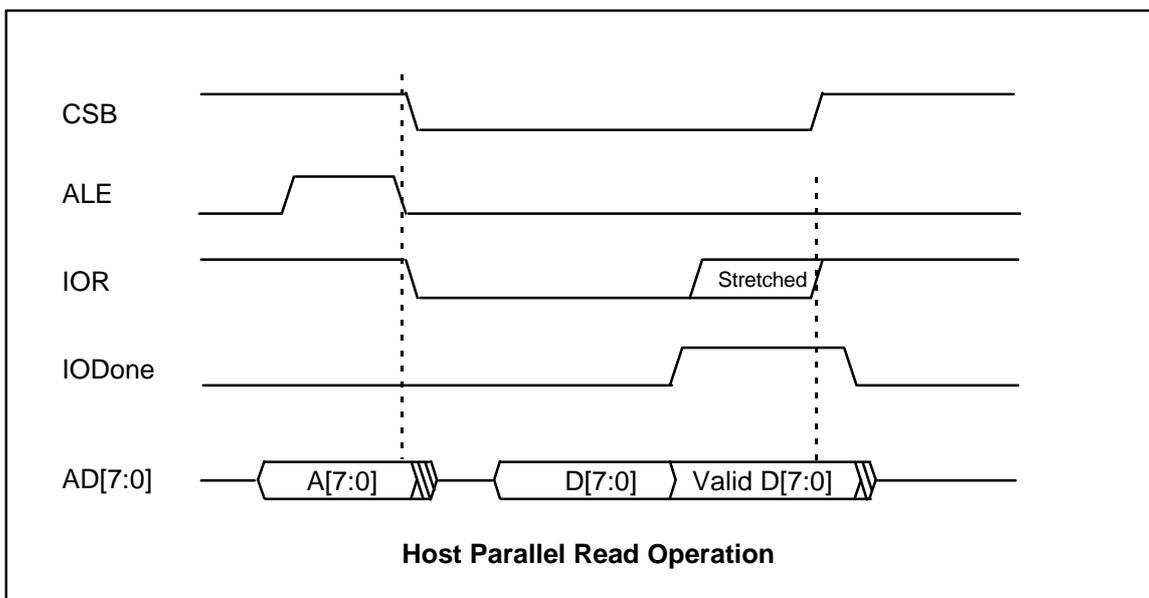 CSB
ALE
IOR
Stretched
IODone
AD[7:0]
A[7:0]
D[7:0]
Valid D[7:0]
Host Parallel Read Operation